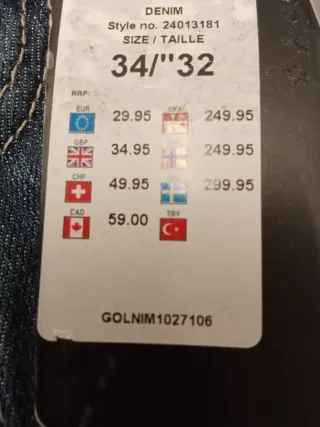 DENIM
Style no. 24013181
SIZE / TAILLE
34/"32
RRP
EUR 29.95 DKK 249.95
GBP 34.95 249.95
CHF 49.95 299.95
CAD 59.00 TRY
GOLNIM1027106